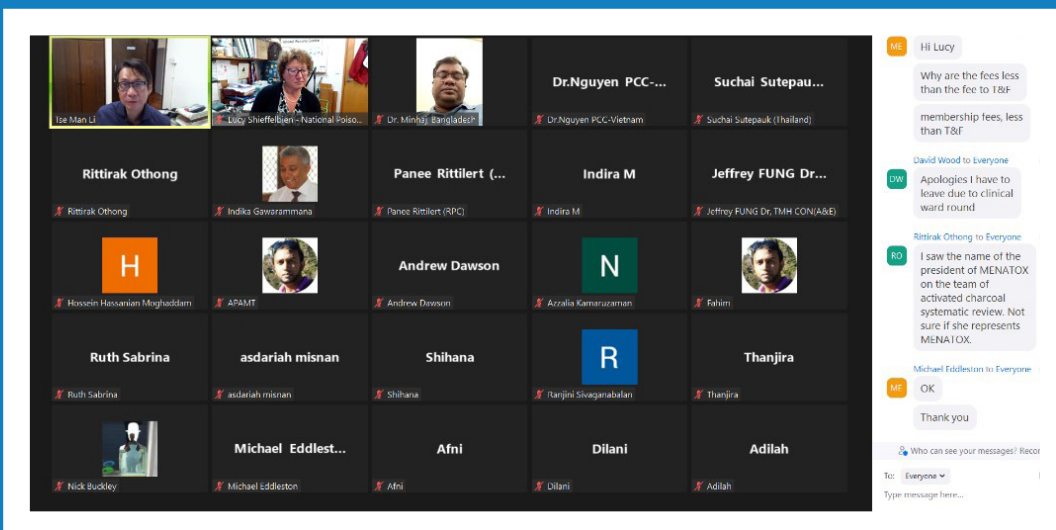 Tse Man Li
Lucy Shieffelbien - National Poiso...
Dr. Minhaj, Bangladesh
Dr.Nguyen PCC-...
Dr.Nguyen PCC-Vietnam
Suchai Sutepau...
Suchai Sutepauk (Thailand)
Rittirak Othong
Rittirak Othong
Indika Gawarammana
Panee Rittilert (...
Panee Rittilert (RPC)
Indira M
Indira M
Jeffrey FUNG Dr...
Jeffrey FUNG Dr, TMH CON(A&E)
H
Hossein Hassanian Moghaddam
APAMT
Andrew Dawson
Andrew Dawson
N
Azzalia Kamaruzaman
Fahim
Ruth Sabrina
Ruth Sabrina
asdariah misnan
asdariah misnan
Shihana
Shihana
R
Ranjini Sivaganabalan
Thanjira
Thanjira
Nick Buckley
Michael Eddlest...
Michael Eddleston
Afni
Afni
Dilani
Dilani
Adilah
Adilah
ME
Hi Lucy
Why are the fees less
than the fee to T&F
membership fees, less
than T&F
David Wood to Everyone
DW
Apologies I have to
leave due to clinical
ward round
Rittirak Othong to Everyone
RO
I saw the name of the
president of MENATOX
on the team of
activated charcoal
systematic review. Not
sure if she represents
MENATOX.
Michael Eddleston to Everyone
ME
OK
Thank you
Who can see your messages? Recor
To: Everyone
Type message here...